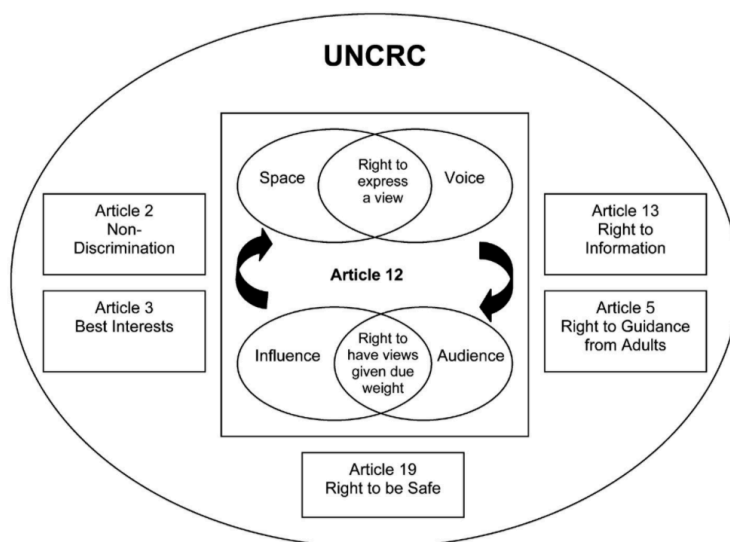 UNCRC
Space
Right to
express
a view
Voice
Article 2
Non-
Discrimination
Article 13
Right to
Information
Article 12
Article 3
Best Interests
Article 5
Right to Guidance
from Adults
Influence
Right to
have views
given due
weight
Audience
Article 19
Right to be Safe